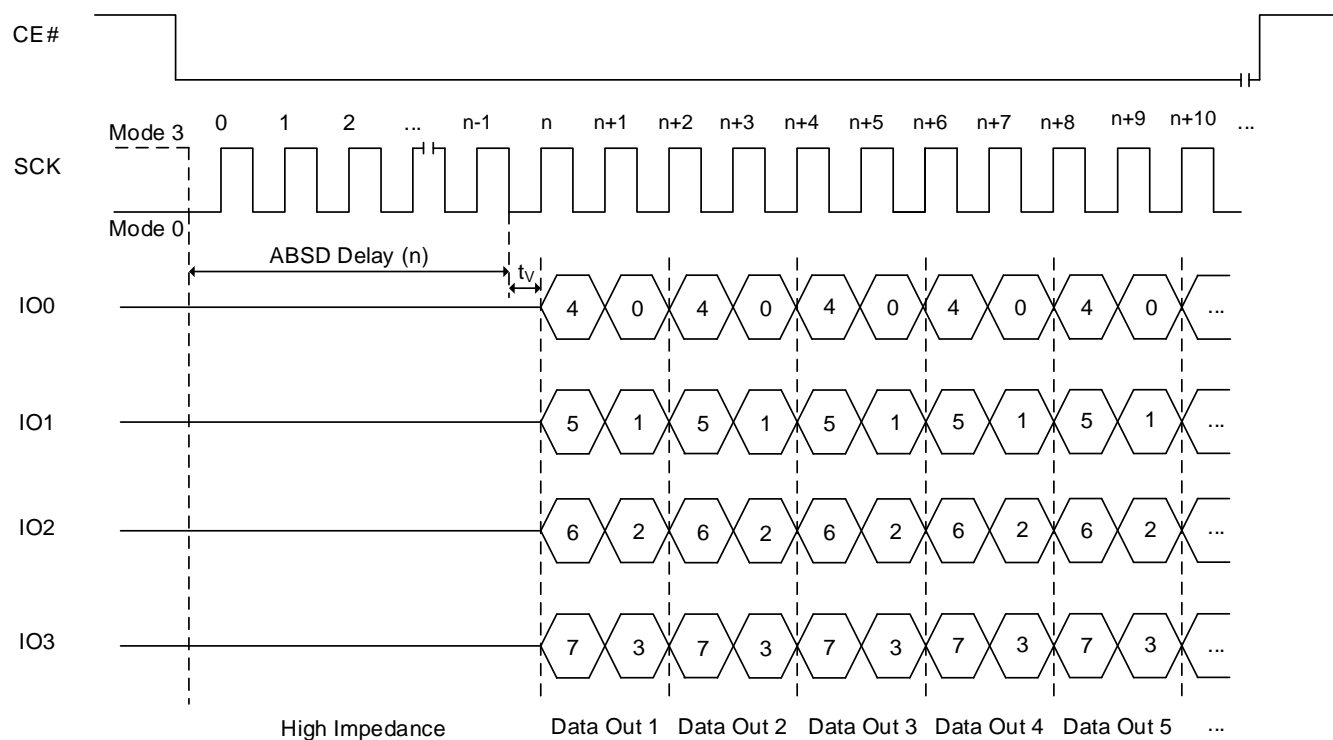 CE#
0 1 2 ... n-1 n n+1 n+2 n+3 n+4 n+5 n+6 n+7 n+8 n+9 n+10 ...
Mode 3
SCK
Mode 0
ABSD Delay (n)
tV
IO0 4 0 4 0 4 0 4 0 4 0 ...
IO1 5 1 5 1 5 1 5 1 5 1 ...
IO2 6 2 6 2 6 2 6 2 6 2 ...
IO3 7 3 7 3 7 3 7 3 7 3 ...
High Impedance Data Out 1 Data Out 2 Data Out 3 Data Out 4 Data Out 5 ...